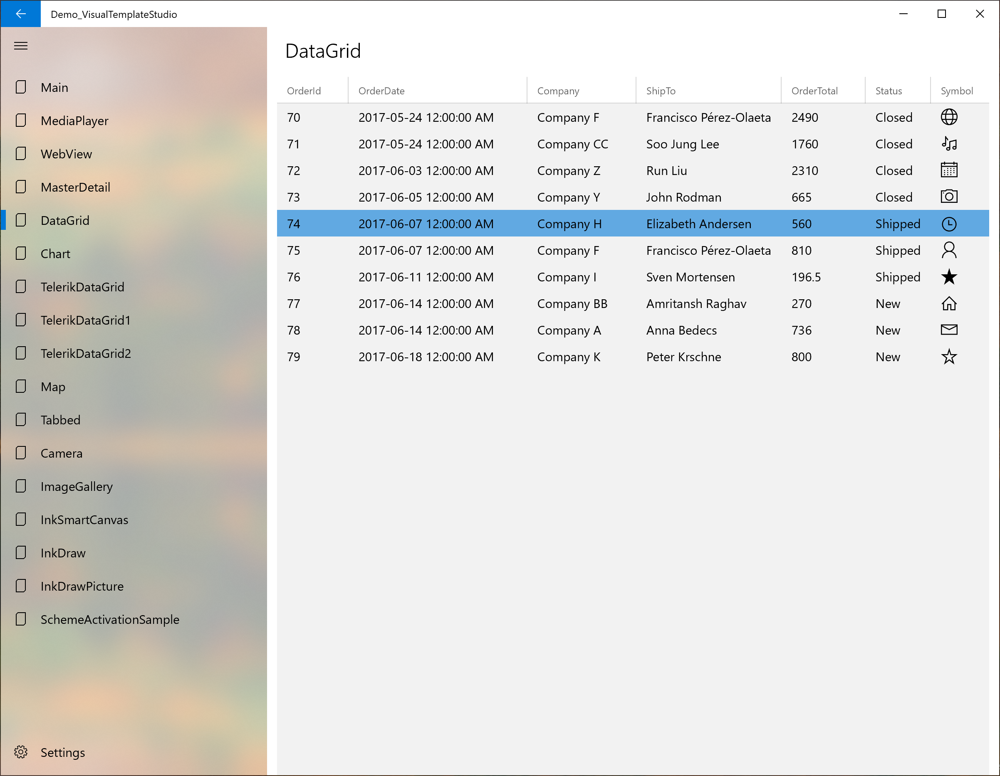 Demo_VisualTemplateStudio
Main
MediaPlayer
WebView
MasterDetail
DataGrid
Chart
TelerikDataGrid
TelerikDataGrid1
TelerikDataGrid2
Map
Tabbed
Camera
ImageGallery
InkSmartCanvas
InkDraw
InkDrawPicture
SchemeActivationSample
Settings
DataGrid
OrderId OrderDate Company ShipTo OrderTotal Status Symbol
70 2017-05-24 12:00:00 AM Company F Francisco Pérez-Olaeta 2490 Closed
71 2017-05-24 12:00:00 AM Company CC Soo Jung Lee 1760 Closed
72 2017-06-03 12:00:00 AM Company Z Run Liu 2310 Closed
73 2017-06-05 12:00:00 AM Company Y John Rodman 665 Closed
74 2017-06-07 12:00:00 AM Company H Elizabeth Andersen 560 Shipped
75 2017-06-07 12:00:00 AM Company F Francisco Pérez-Olaeta 810 Shipped
76 2017-06-11 12:00:00 AM Company I Sven Mortensen 196.5 Shipped
77 2017-06-14 12:00:00 AM Company BB Amritansh Raghav 270 New
78 2017-06-14 12:00:00 AM Company A Anna Bedecs 736 New
79 2017-06-18 12:00:00 AM Company K Peter Krschne 800 New